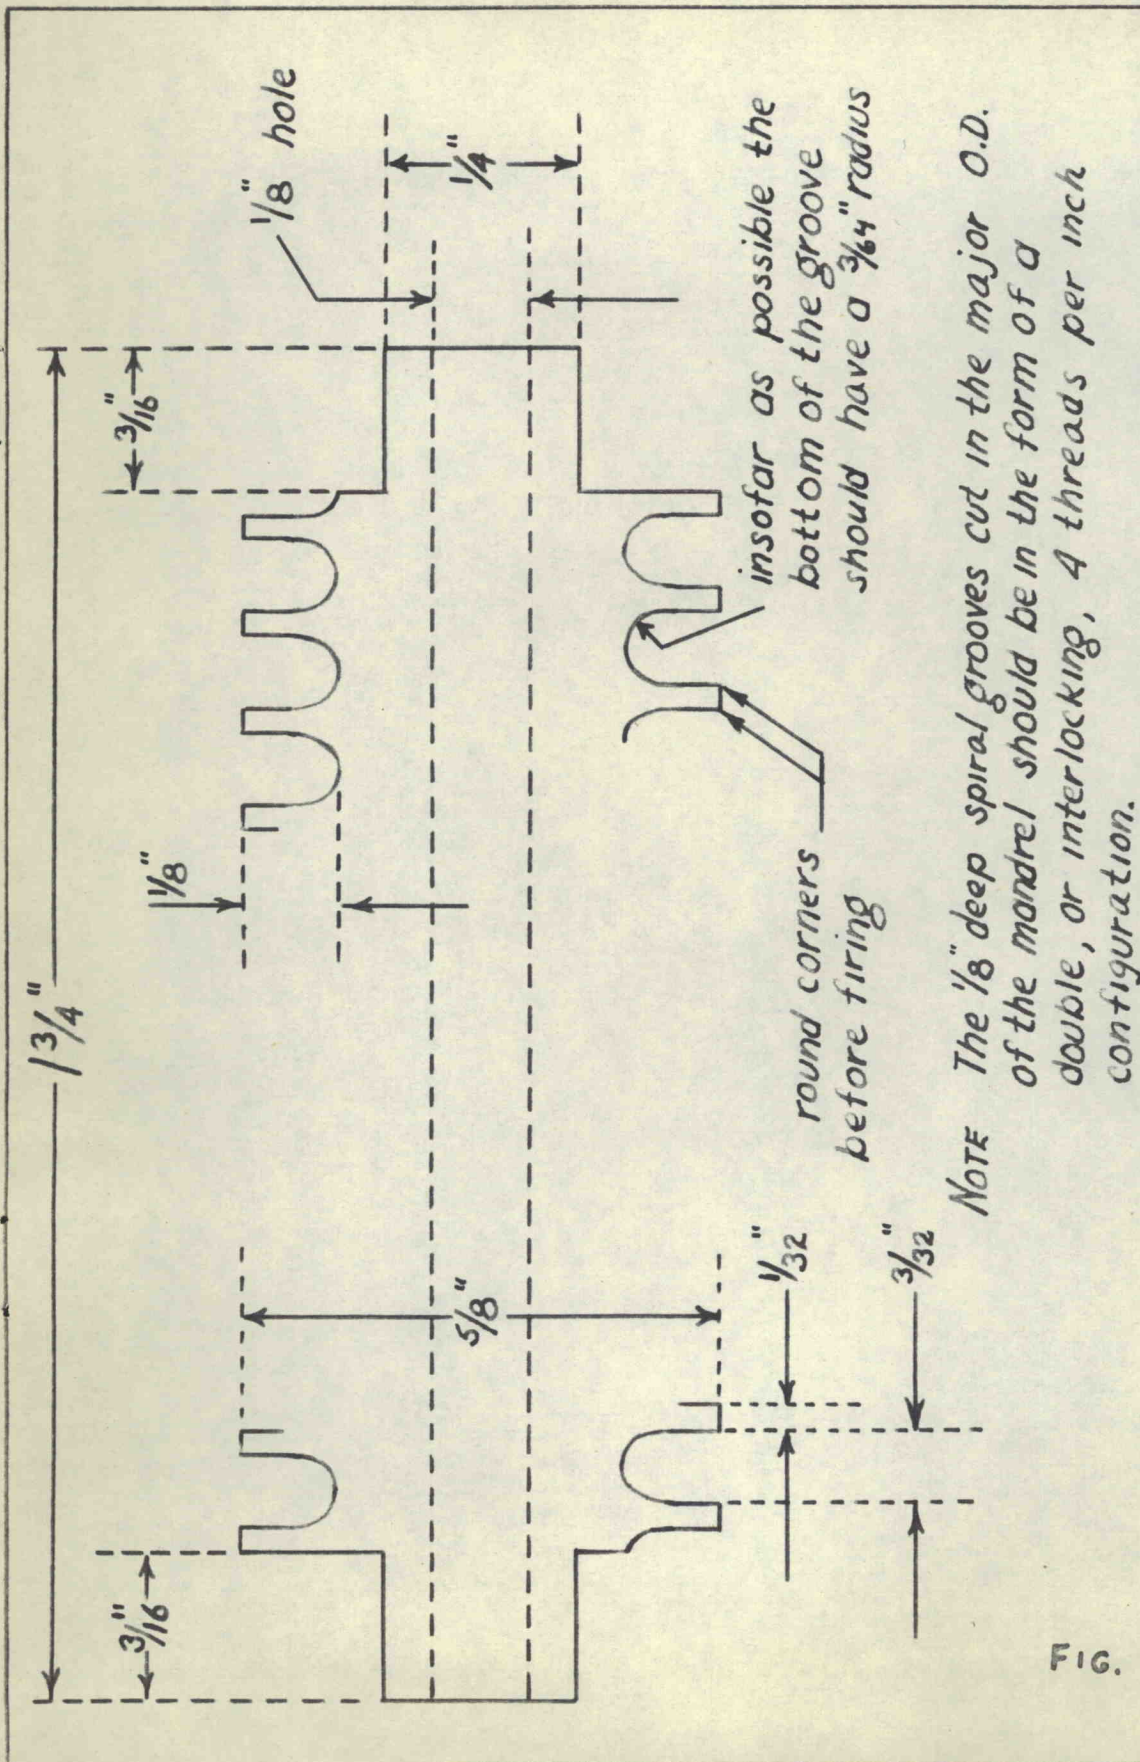 1 3/4"
3/16"
3/16"
1/8" hole
1/4"
1/8"
5/8"
insofar as possible the
bottom of the groove
should have a 3/64" radius
round corners
before firing
1/32"
3/32"
NOTE The 1/8" deep spiral grooves cut in the major O.D.
of the mandrel should be in the form of a
double, or interlocking, 4 threads per inch
configuration.
FIG.